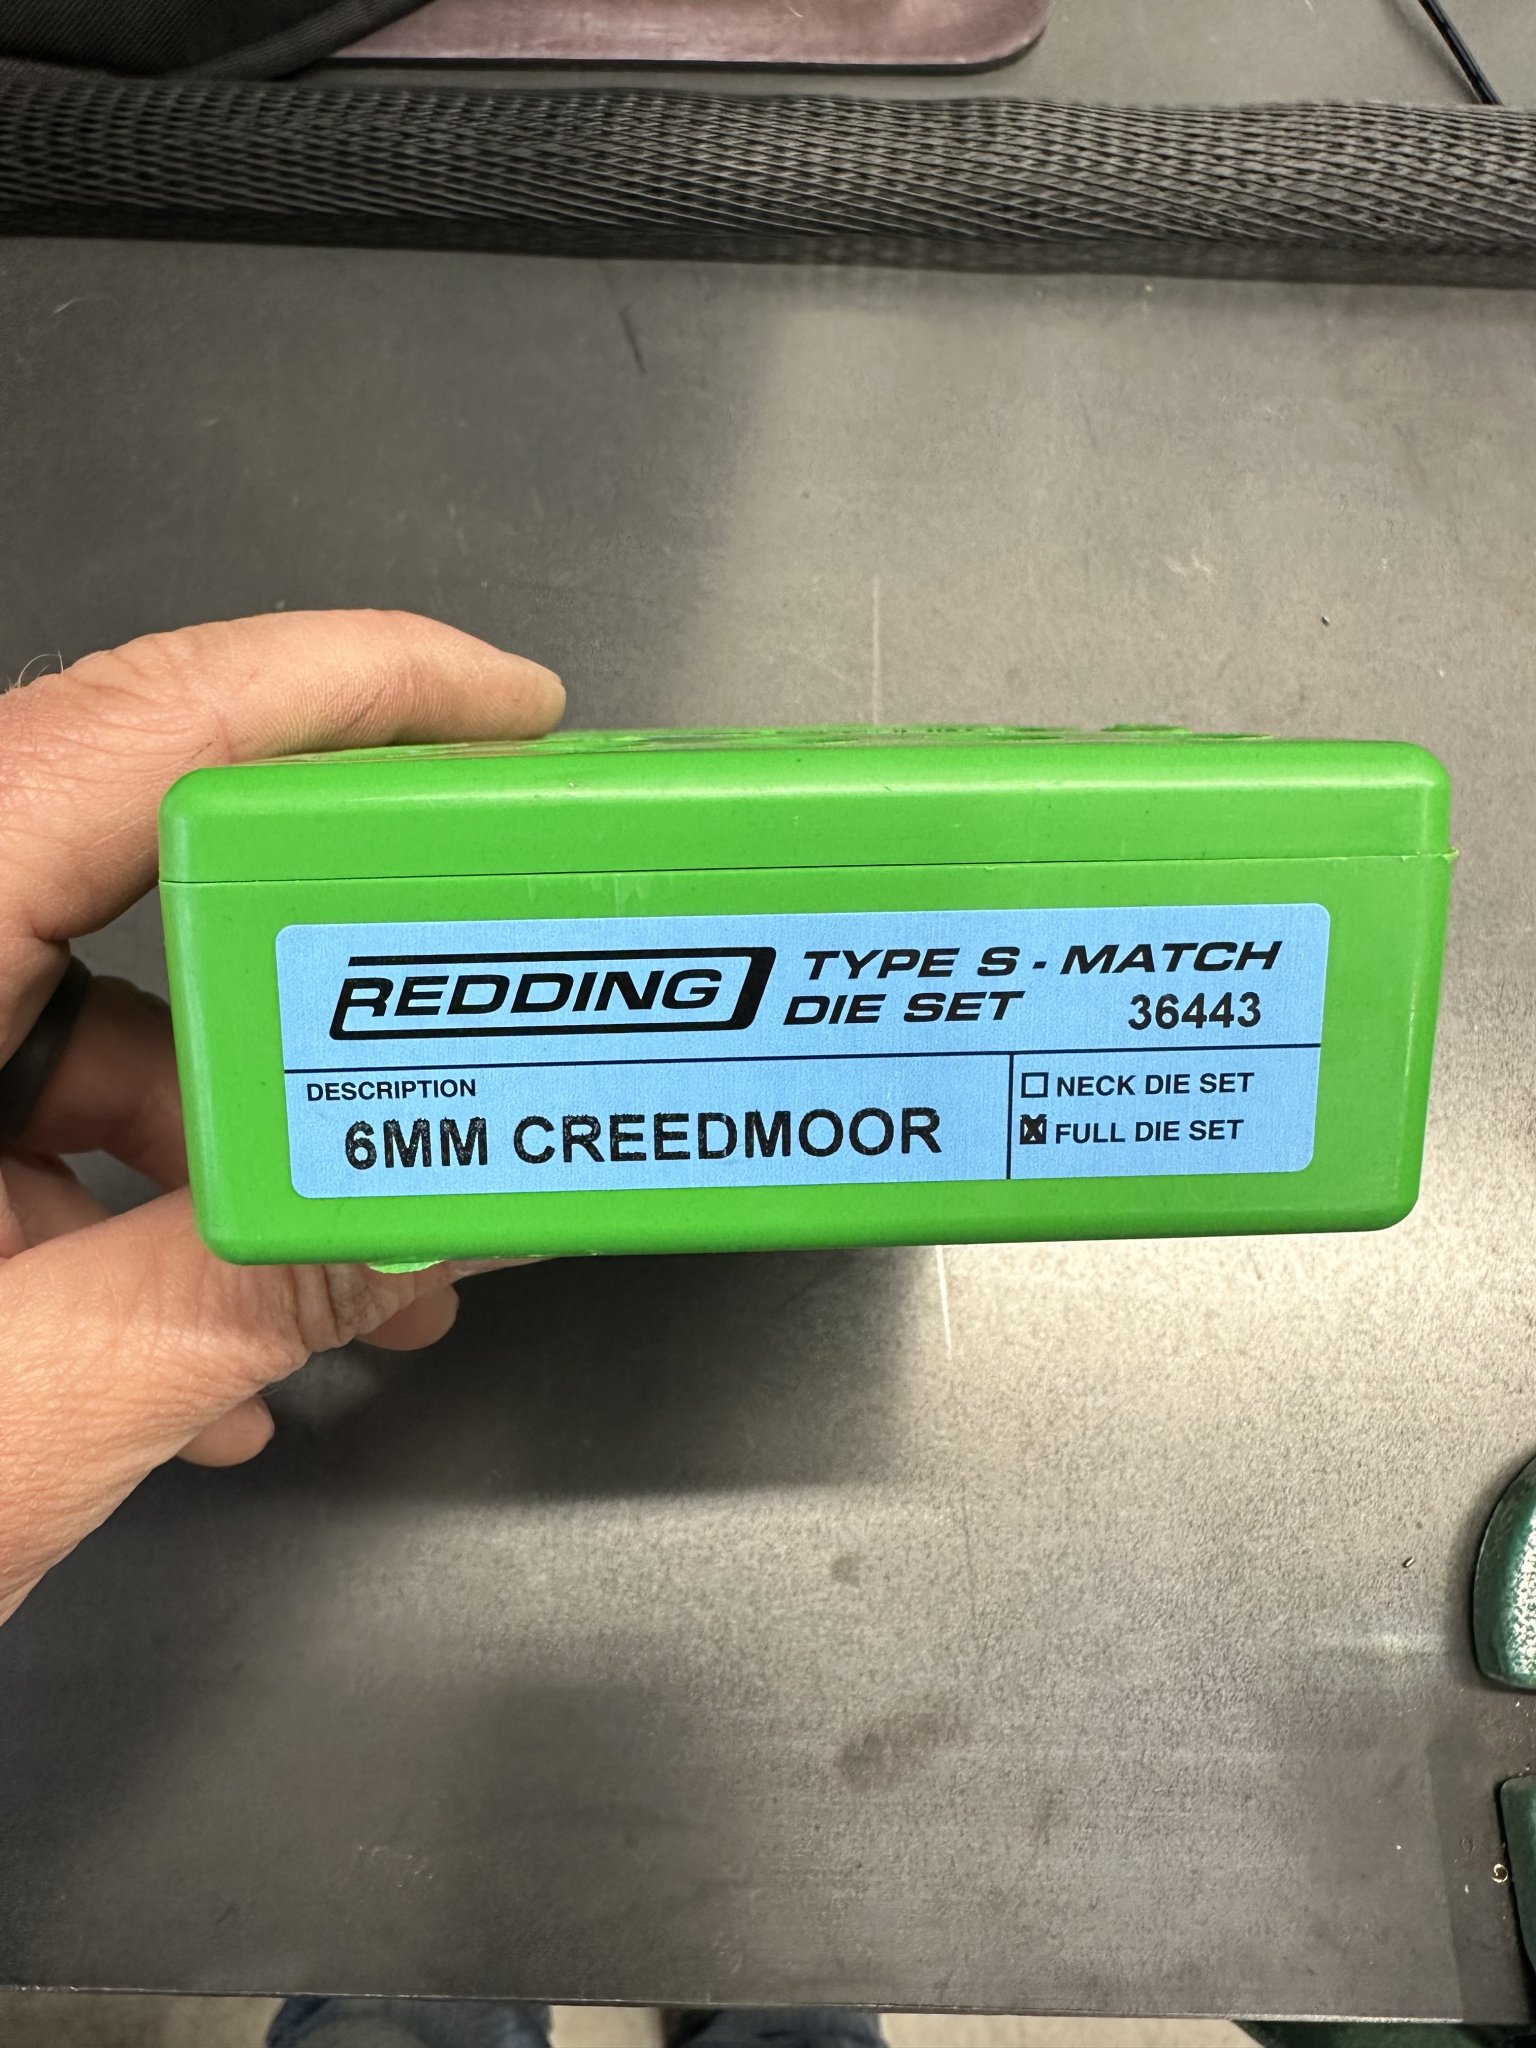 REDDING
TYPE S - MATCH
DIE SET 36443
DESCRIPTION
6MM CREEDMOOR
NECK DIE SET
FULL DIE SET